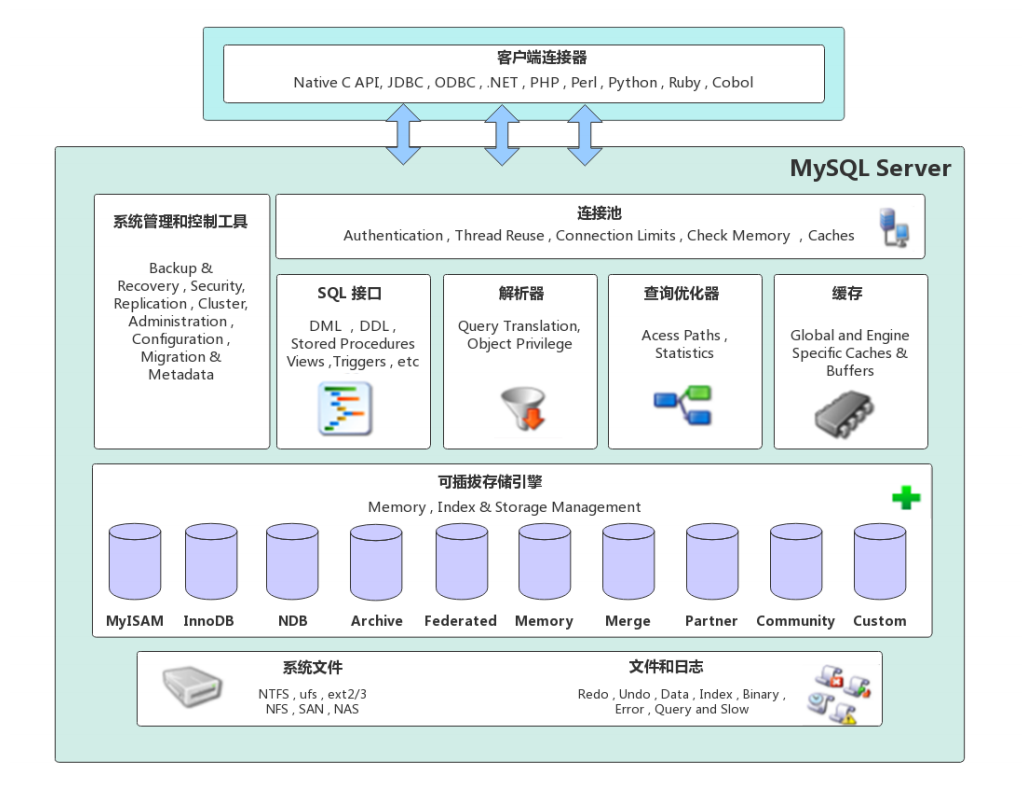 客户端连接器
Native C API, JDBC , ODBC , .NET , PHP , Perl , Python , Ruby , Cobol
MySQL Server
系统管理和控制工具
Backup &
Recovery , Security,
Replication , Cluster,
Administration ,
Configuration ,
Migration &
Metadata
连接池
Authentication , Thread Reuse , Connection Limits , Check Memory , Caches
SQL 接口
DML , DDL ,
Stored Procedures
Views ,Triggers , etc
解析器
Query Translation,
Object Privilege
查询优化器
Acess Paths ,
Statistics
缓存
Global and Engine
Specific Caches &
Buffers
可插拔存储引擎
Memory , Index & Storage Management
MyISAM InnoDB NDB Archive Federated Memory Merge Partner Community Custom
系统文件
NTFS , ufs , ext2/3
NFS , SAN , NAS
文件和日志
Redo , Undo , Data , Index , Binary ,
Error , Query and Slow